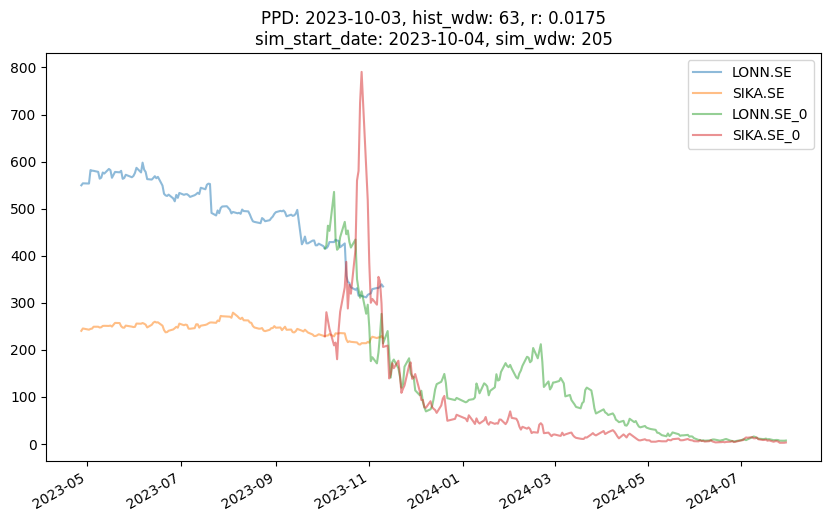 PPD: 2023-10-03, hist_wdw: 63, r: 0.0175
sim_start_date: 2023-10-04, sim_wdw: 205
LONN.SE
SIKA.SE
LONN.SE_0
SIKA.SE_0
800
700
600
500
400
300
200
100
0
2023-05
2023-07
2023-09
2023-11
2024-01
2024-03
2024-05
2024-07